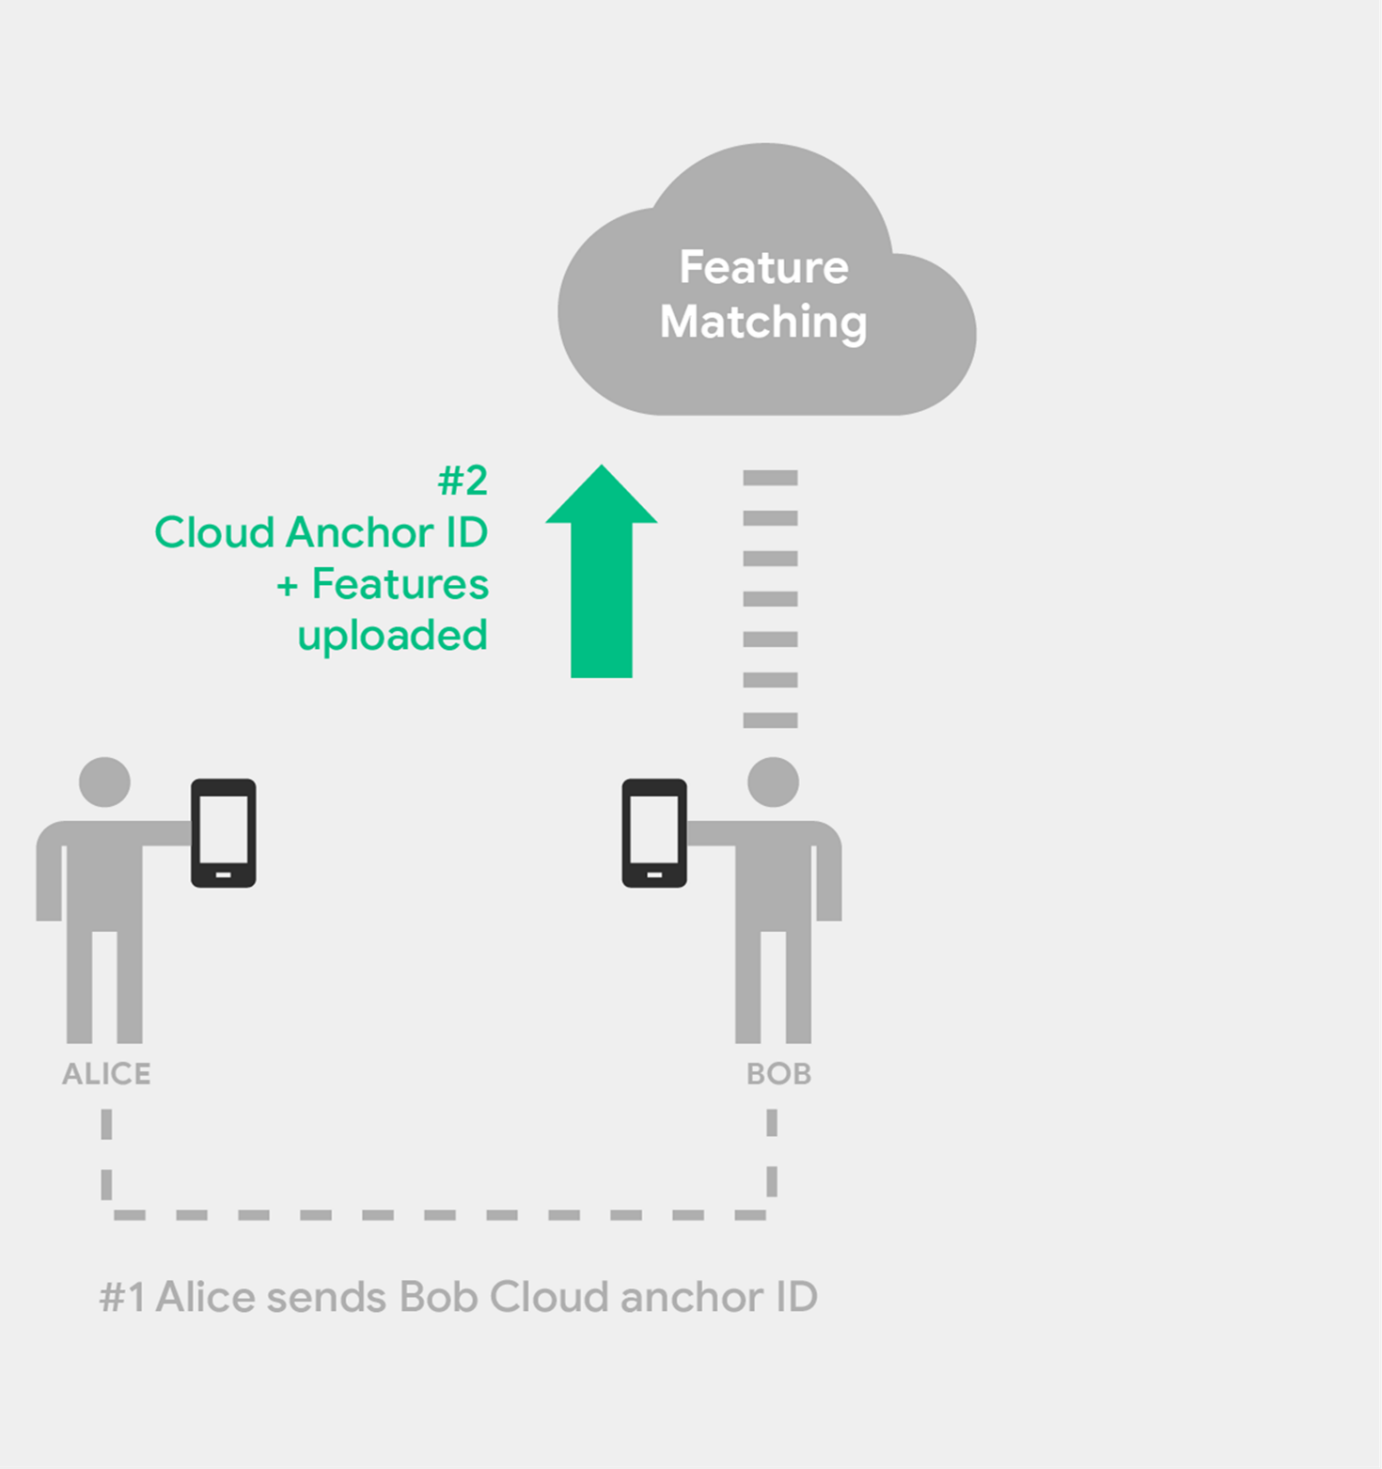 Feature
Matching
#2
Cloud Anchor ID
+ Features
uploaded
ALICE
BOB
#1 Alice sends Bob Cloud anchor ID